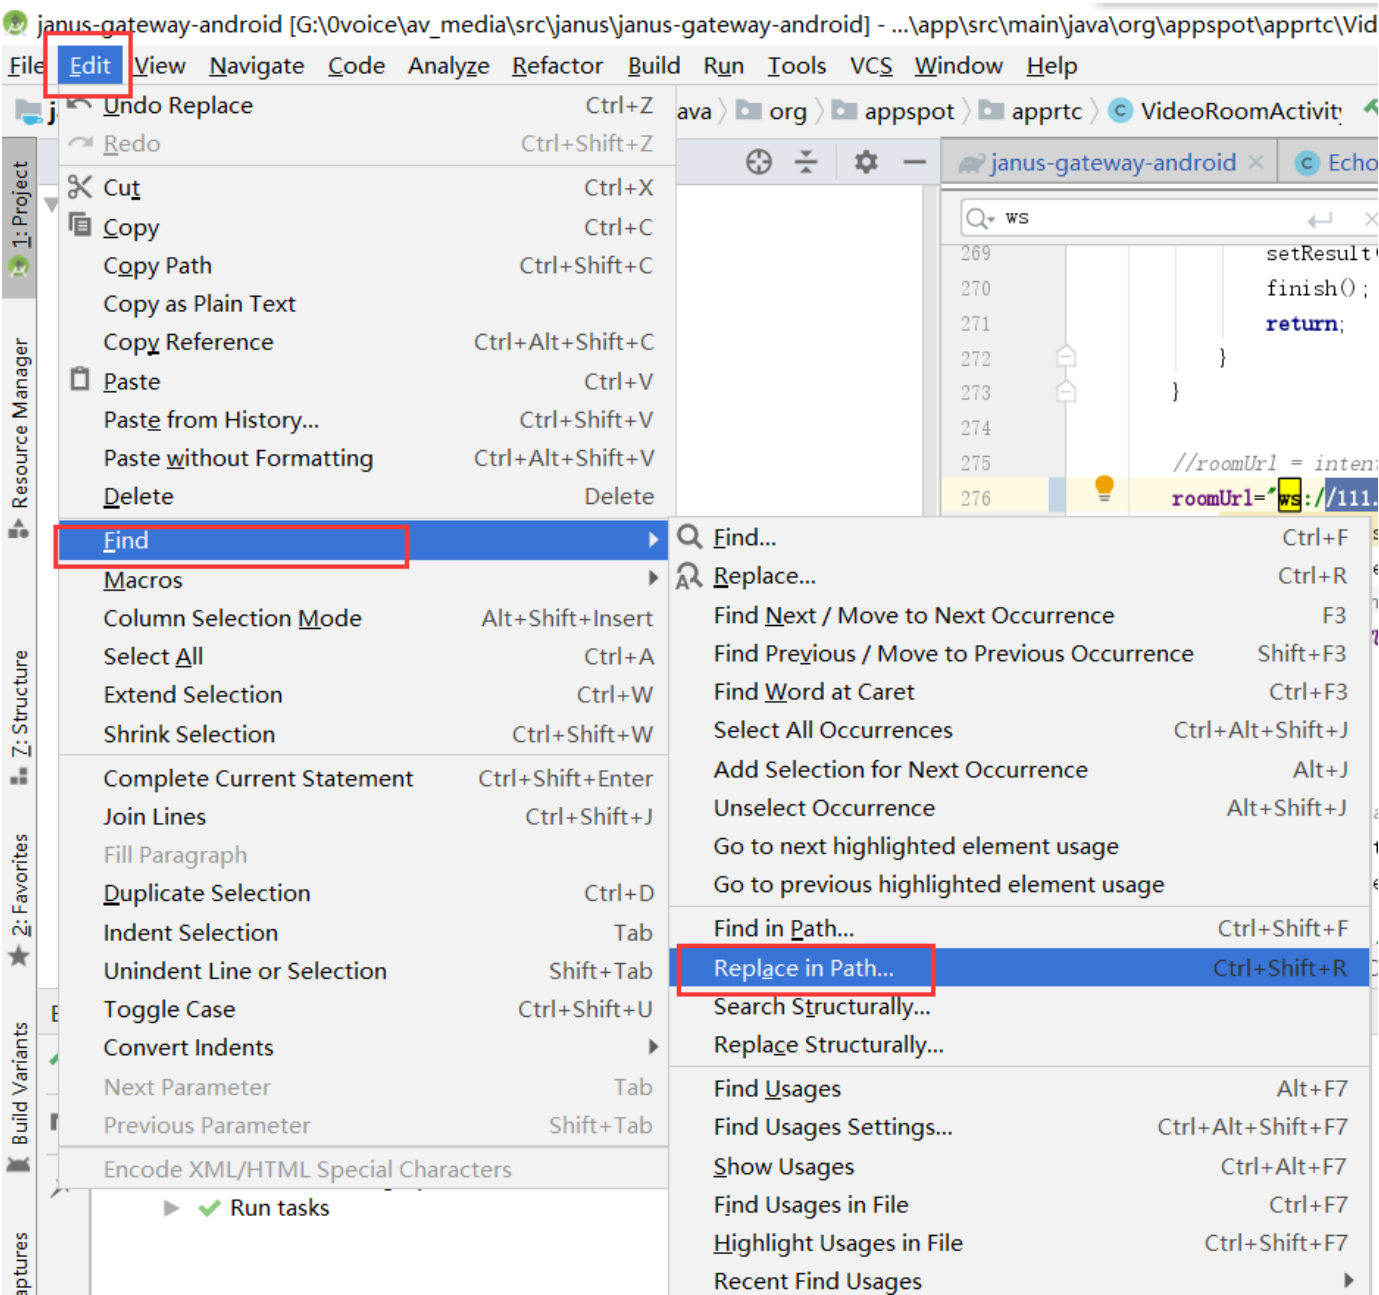 janus-gateway-android [G:\0voice\av_media\src\janus\janus-gateway-android] - ...\app\src\main\java\org\appspot\apprtc\Vid
File Edit View Navigate Code Analyze Refactor Build Run Tools VCS Window Help
ava org appspot apprtc VideoRoomActivity
janus-gateway-android Echo
ws
1: Project
Resource Manager
7: Structure
2: Favorites
Build Variants
aptures
Undo Replace Ctrl+Z
Redo Ctrl+Shift+Z
Cut Ctrl+X
Copy Ctrl+C
Copy Path Ctrl+Shift+C
Copy as Plain Text
Copy Reference Ctrl+Alt+Shift+C
Paste Ctrl+V
Paste from History... Ctrl+Shift+V
Paste without Formatting Ctrl+Alt+Shift+V
Delete Delete
Find
Macros
Column Selection Mode Alt+Shift+Insert
Select All Ctrl+A
Extend Selection Ctrl+W
Shrink Selection Ctrl+Shift+W
Complete Current Statement Ctrl+Shift+Enter
Join Lines Ctrl+Shift+J
Fill Paragraph
Duplicate Selection Ctrl+D
Indent Selection Tab
Unindent Line or Selection Shift+Tab
Toggle Case Ctrl+Shift+U
Convert Indents
Next Parameter Tab
Previous Parameter Shift+Tab
Encode XML/HTML Special Characters
Run tasks
269 setResult(
270 finish();
271 return;
272 }
273 }
274
275 //roomUrl = intent
276 roomUrl="ws://111.
Find... Ctrl+F
Replace... Ctrl+R
Find Next / Move to Next Occurrence F3
Find Previous / Move to Previous Occurrence Shift+F3
Find Word at Caret Ctrl+F3
Select All Occurrences Ctrl+Alt+Shift+J
Add Selection for Next Occurrence Alt+J
Unselect Occurrence Alt+Shift+J
Go to next highlighted element usage
Go to previous highlighted element usage
Find in Path... Ctrl+Shift+F
Replace in Path... Ctrl+Shift+R
Search Structurally...
Replace Structurally...
Find Usages Alt+F7
Find Usages Settings... Ctrl+Alt+Shift+F7
Show Usages Ctrl+Alt+F7
Find Usages in File Ctrl+F7
Highlight Usages in File Ctrl+Shift+F7
Recent Find Usages